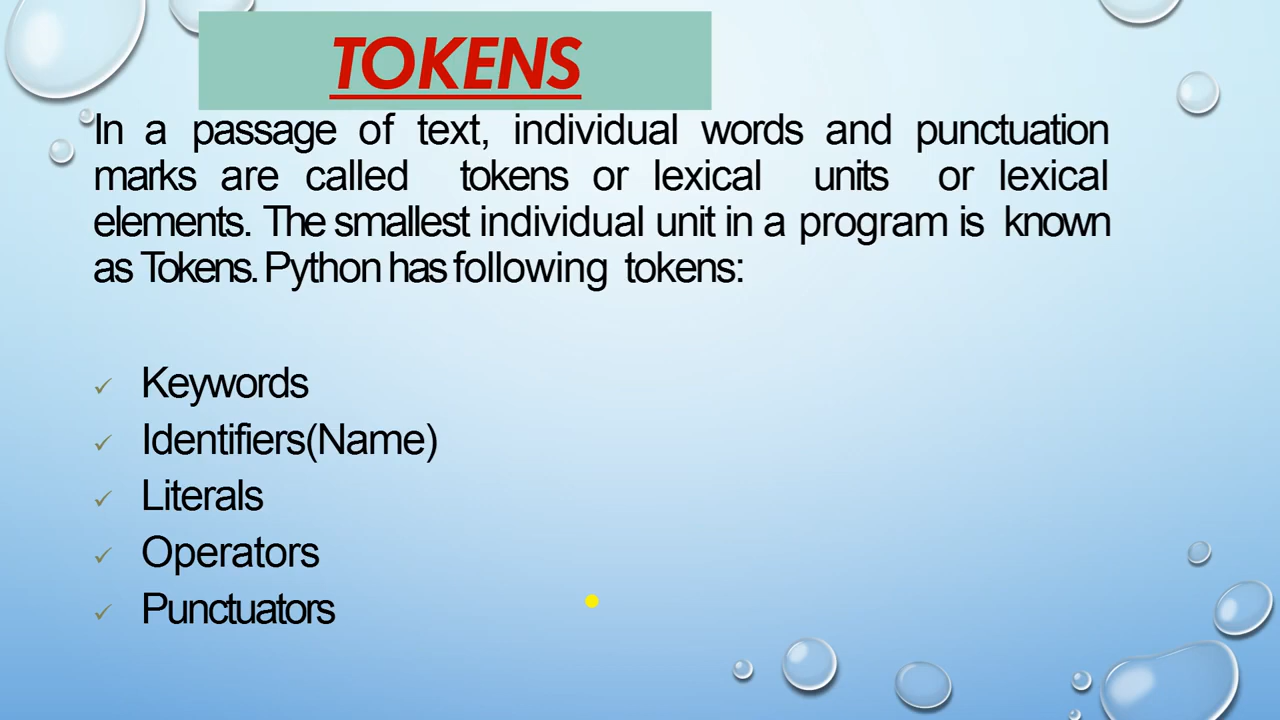 TOKENS
In a passage of text, individual words and punctuation
marks are called tokens or lexical units or lexical
elements. The smallest individual unit in a program is known
as Tokens. Python has following tokens:
✓ Keywords
✓ Identifiers(Name)
✓ Literals
✓ Operators
✓ Punctuators